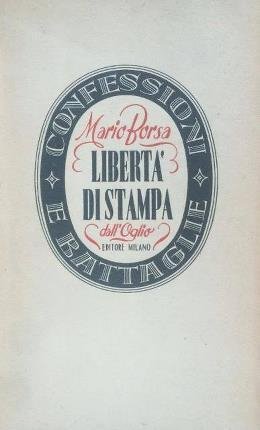 CONFESSIONI
Mario Borsa
LIBERTA'
DI STAMPA
dall'Oglio
EDITORE MILANO
E BATTAGLIE